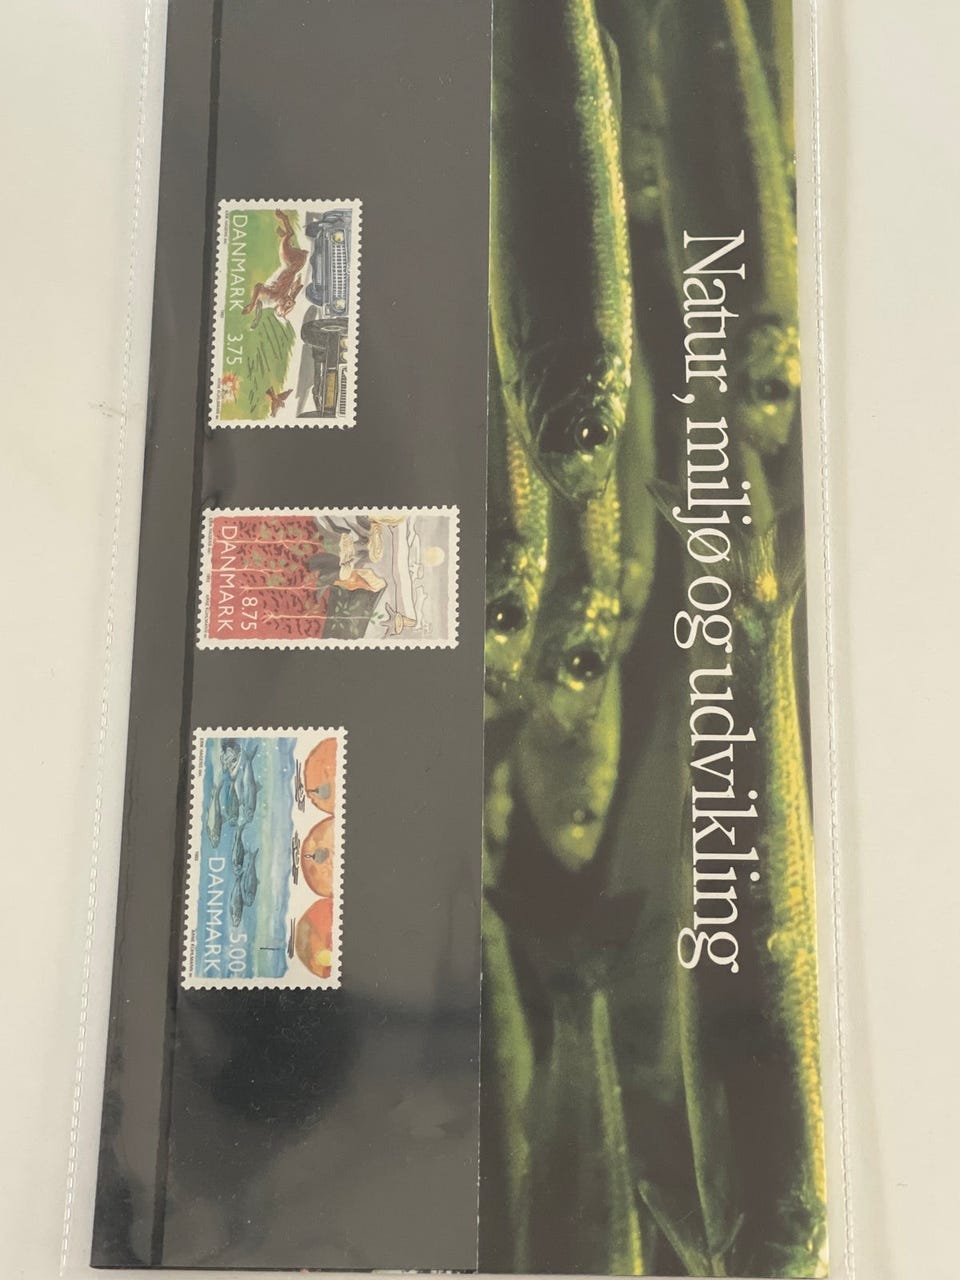 Natur, miljø og udvikling
DANMARK 3.75
DANMARK
8.75
5.00
DANMARK